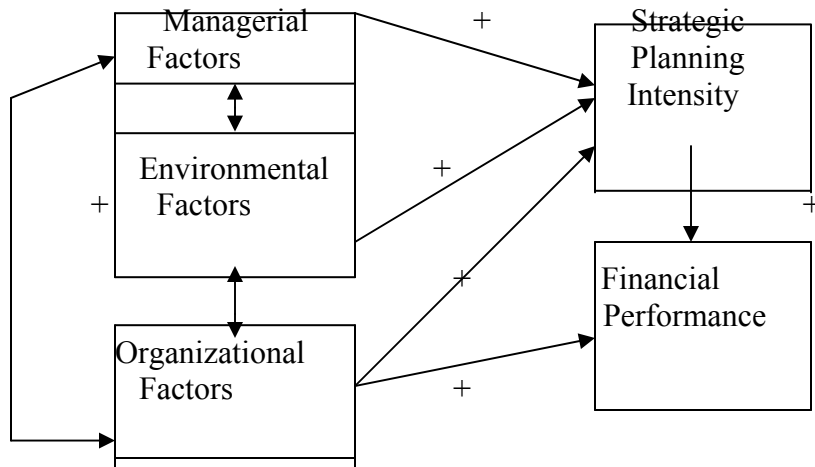 Managerial
Factors
+
Strategic
Planning
Intensity
Environmental
Factors
+
+
+
+
Financial
Performance
Organizational
Factors
+